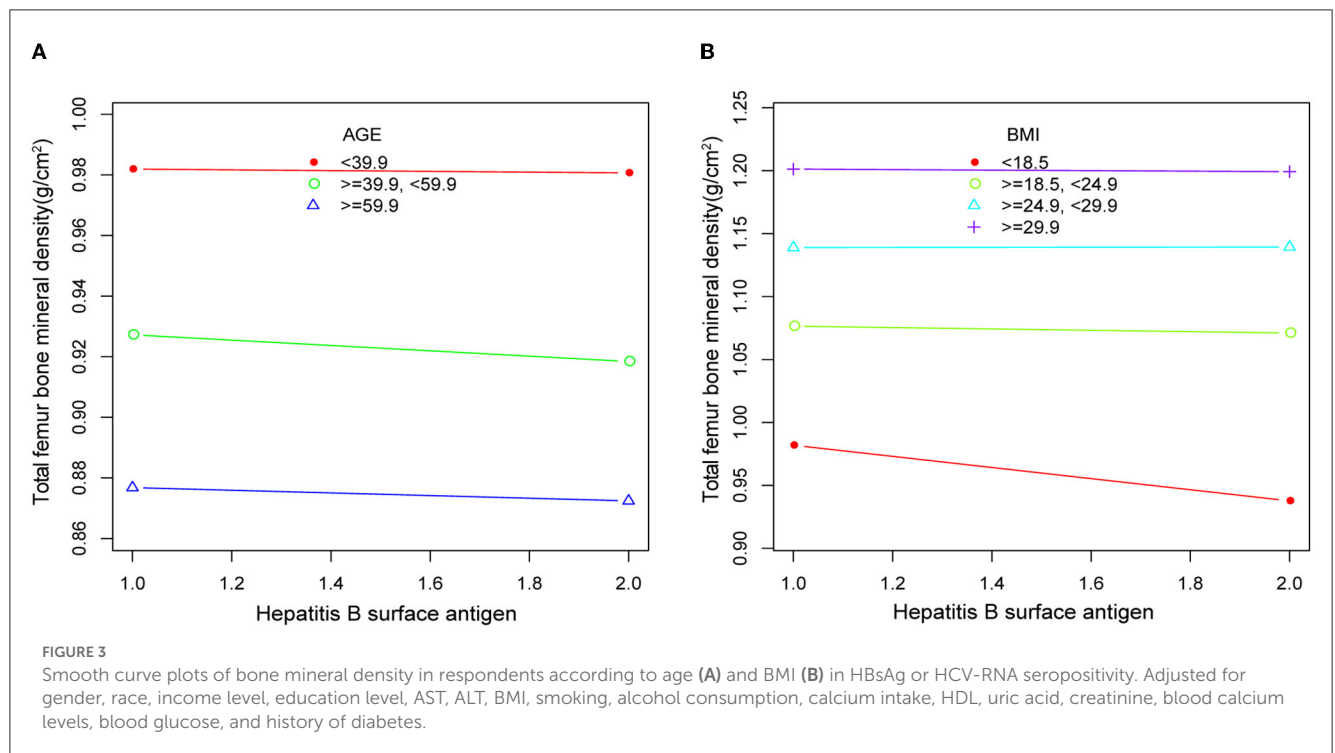 A
Total femur bone mineral density(g/cm²)
1.00
0.98
0.96
0.94
0.92
0.90
0.88
0.86
AGE
<39.9
>=39.9, <59.9
>=59.9
1.0 1.2 1.4 1.6 1.8 2.0
Hepatitis B surface antigen
B
Total femur bone mineral density(g/cm²)
1.25
1.20
1.15
1.10
1.05
1.00
0.95
0.90
BMI
<18.5
>=18.5, <24.9
>=24.9, <29.9
>=29.9
1.0 1.2 1.4 1.6 1.8 2.0
Hepatitis B surface antigen
FIGURE 3
Smooth curve plots of bone mineral density in respondents according to age (A) and BMI (B) in HBsAg or HCV-RNA seropositivity. Adjusted for
gender, race, income level, education level, AST, ALT, BMI, smoking, alcohol consumption, calcium intake, HDL, uric acid, creatinine, blood calcium
levels, blood glucose, and history of diabetes.